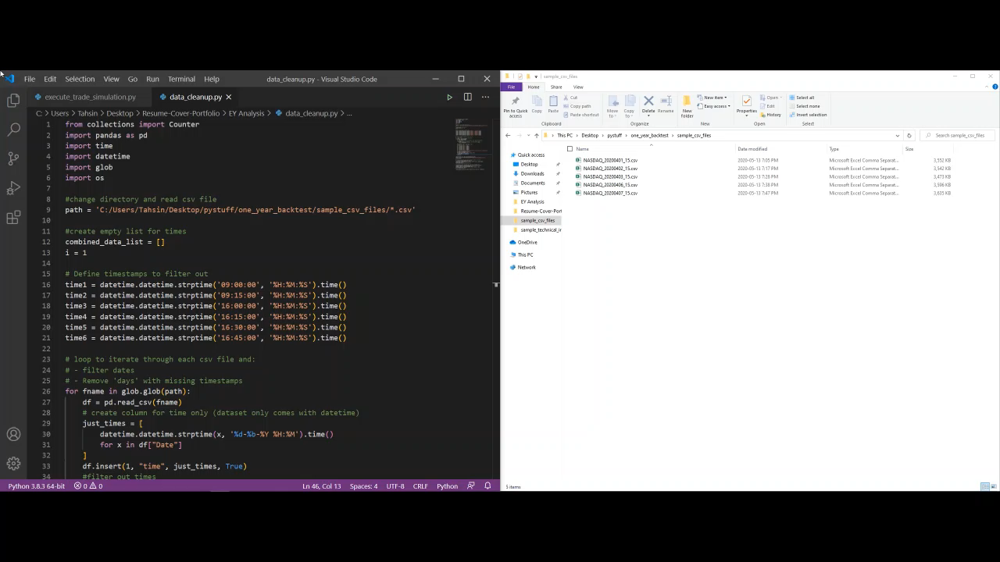 File Edit Selection View Go Run Terminal Help data_cleanup.py - Visual Studio Code
execute_trade_simulation.py data_cleanup.py
C: > Users > Tahsin > Desktop > Resume-Cover-Portfolio > EY Analysis > data_cleanup.py > ...
1 from collections import Counter
2 import pandas as pd
3 import time
4 import datetime
5 import glob
6 import os
7
8 #change directory and read csv file
9 path = 'C:/Users/Tahsin/Desktop/pystuff/one_year_backtest/sample_csv_files/*.csv'
10
11 #create empty list for times
12 combined_data_list = []
13 i = 1
14
15 # Define timestamps to filter out
16 time1 = datetime.datetime.strptime('09:00:00', '%H:%M:%S').time()
17 time2 = datetime.datetime.strptime('09:15:00', '%H:%M:%S').time()
18 time3 = datetime.datetime.strptime('16:00:00', '%H:%M:%S').time()
19 time4 = datetime.datetime.strptime('16:15:00', '%H:%M:%S').time()
20 time5 = datetime.datetime.strptime('16:30:00', '%H:%M:%S').time()
21 time6 = datetime.datetime.strptime('16:45:00', '%H:%M:%S').time()
22
23 # loop to iterate through each csv file and:
24 # - filter dates
25 # - Remove 'days' with missing timestamps
26 for fname in glob.glob(path):
27 df = pd.read_csv(fname)
28 # create column for time only (dataset only comes with datetime)
29 just_times = [
30 datetime.datetime.strptime(x, '%d-%b-%Y %H:%M').time()
31 for x in df["Date"]
32 ]
33 df.insert(1, "time", just_times, True)
34 #filter out times
Python 3.8.3 64-bit 0 0 Ln 46, Col 13 Spaces: 4 UTF-8 CRLF Python
sample_csv_files
File Home Share View
Pin to Quick access
Copy
Paste
Cut
Copy path
Paste shortcut
Clipboard
Move to
Copy to
Delete
Rename
Organize
New folder
New item
Easy access
New
Properties
Open
Edit
History
Open
Select all
Select none
Invert selection
Select
This PC > Desktop > pystuff > one_year_backtest > sample_csv_files Search sample_csv_files
Name Date modified Type Size
NASDAQ_20200401_15.csv 2020-05-13 7:05 PM Microsoft Excel Comma Separat... 3,552 KB
NASDAQ_20200402_15.csv 2020-05-13 7:17 PM Microsoft Excel Comma Separat... 3,542 KB
NASDAQ_20200403_15.csv 2020-05-13 7:28 PM Microsoft Excel Comma Separat... 3,473 KB
NASDAQ_20200406_15.csv 2020-05-13 7:38 PM Microsoft Excel Comma Separat... 3,596 KB
NASDAQ_20200407_15.csv 2020-05-13 7:47 PM Microsoft Excel Comma Separat... 3,635 KB
Quick access
Desktop
Downloads
Documents
Pictures
EY Analysis
Resume-Cover-Port
sample_csv_files
sample_technical_ir
OneDrive
This PC
Network
5 items